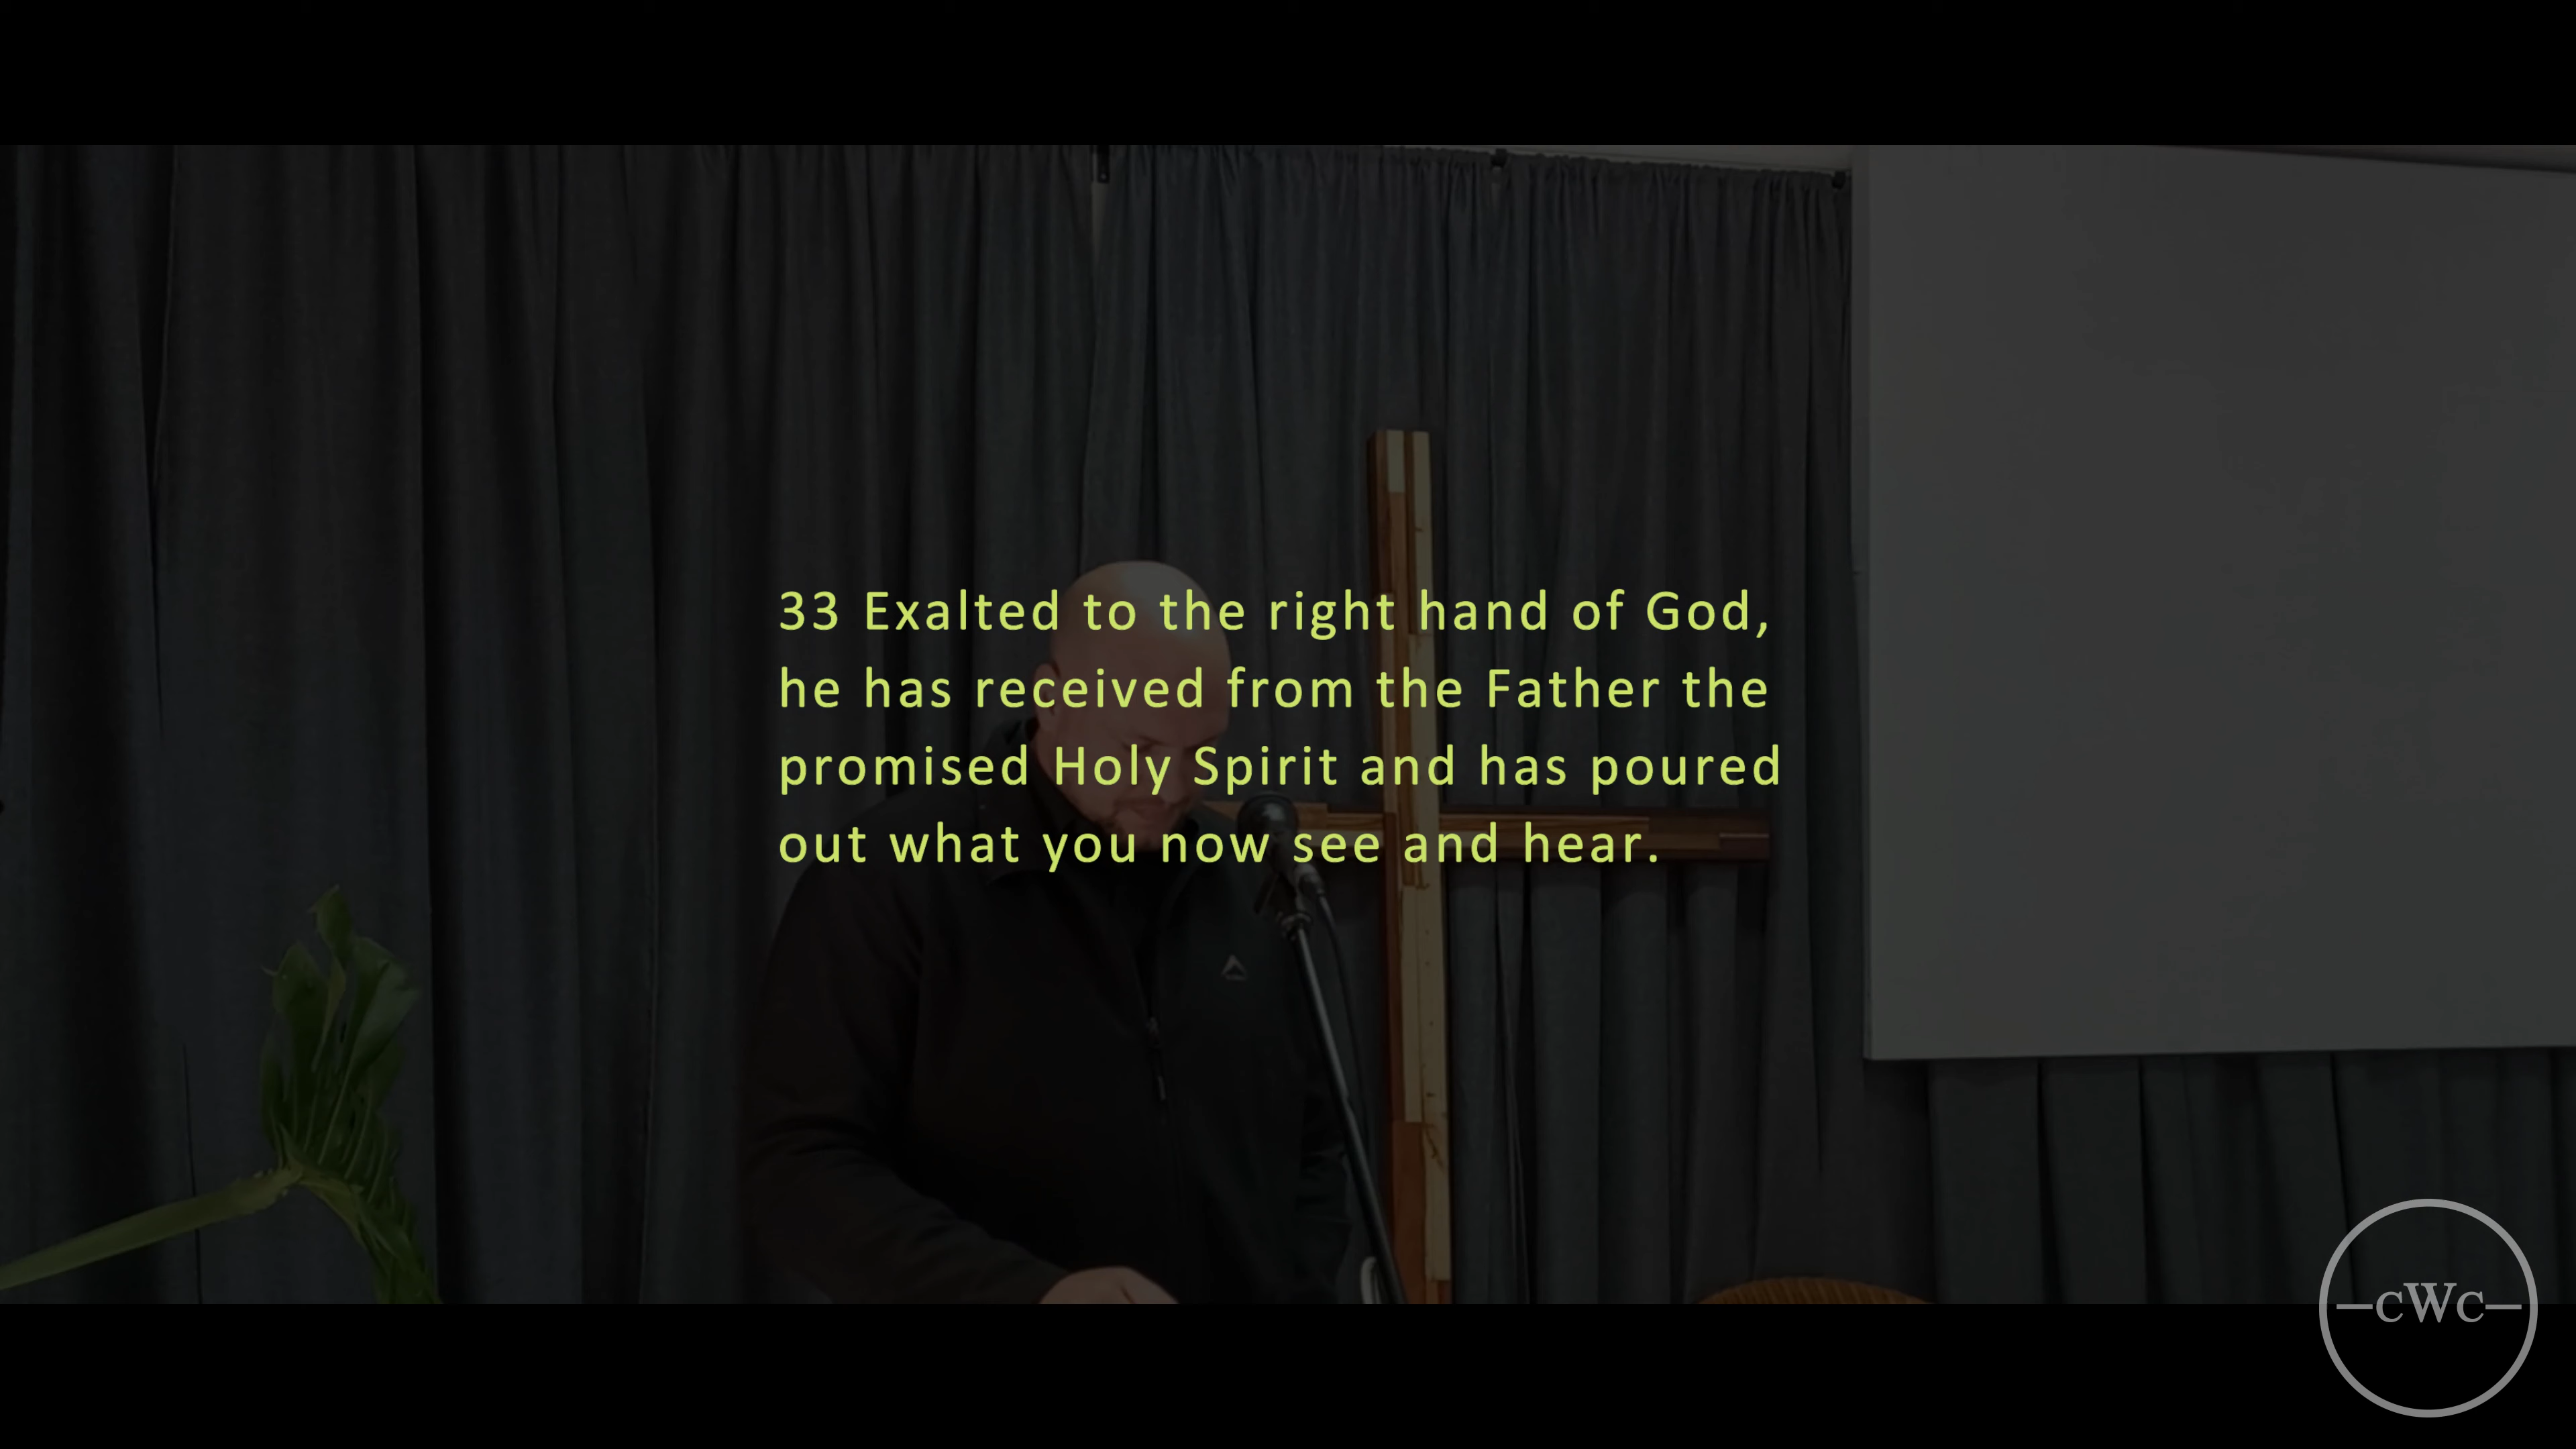 33 Exalted to the right hand of God,
he has received from the Father the
promised Holy Spirit and has poured
out what you now see and hear.
cWc